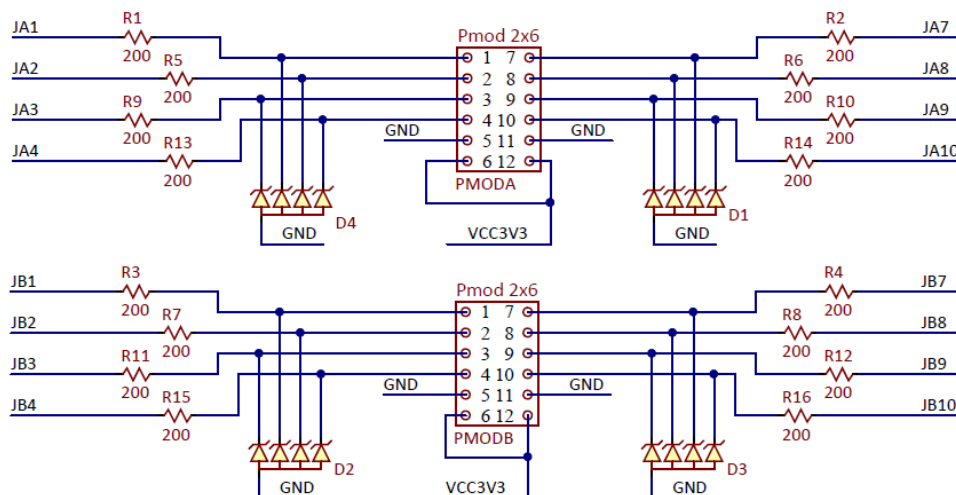 JA1 R1 Pmod 2x6 R2 JA7
200 1 7 200
JA2 R5 2 8 R6 JA8
200 200
JA3 R9 3 9 R10 JA9
200 4 10 200
JA4 R13 GND 5 11 GND R14 JA10
200 6 12 200
PMODA
D4 D1
GND VCC3V3 GND
JB1 R3 Pmod 2x6 R4 JB7
200 1 7 200
JB2 R7 2 8 R8 JB8
200 200
JB3 R11 3 9 R12 JB9
200 4 10 200
JB4 R15 GND 5 11 GND R16 JB10
200 6 12 200
PMODB
D2 D3
GND VCC3V3 GND